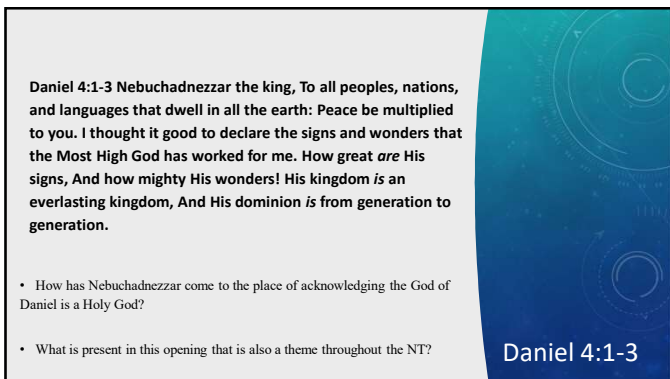 Daniel 4:1-3 Nebuchadnezzar the king, To all peoples, nations,
and languages that dwell in all the earth: Peace be multiplied
to you. I thought it good to declare the signs and wonders that
the Most High God has worked for me. How great are His
signs, And how mighty His wonders! His kingdom is an
everlasting kingdom, And His dominion is from generation to
generation.
• How has Nebuchadnezzar come to the place of acknowledging the God of
Daniel is a Holy God?
• What is present in this opening that is also a theme throughout the NT?
Daniel 4:1-3